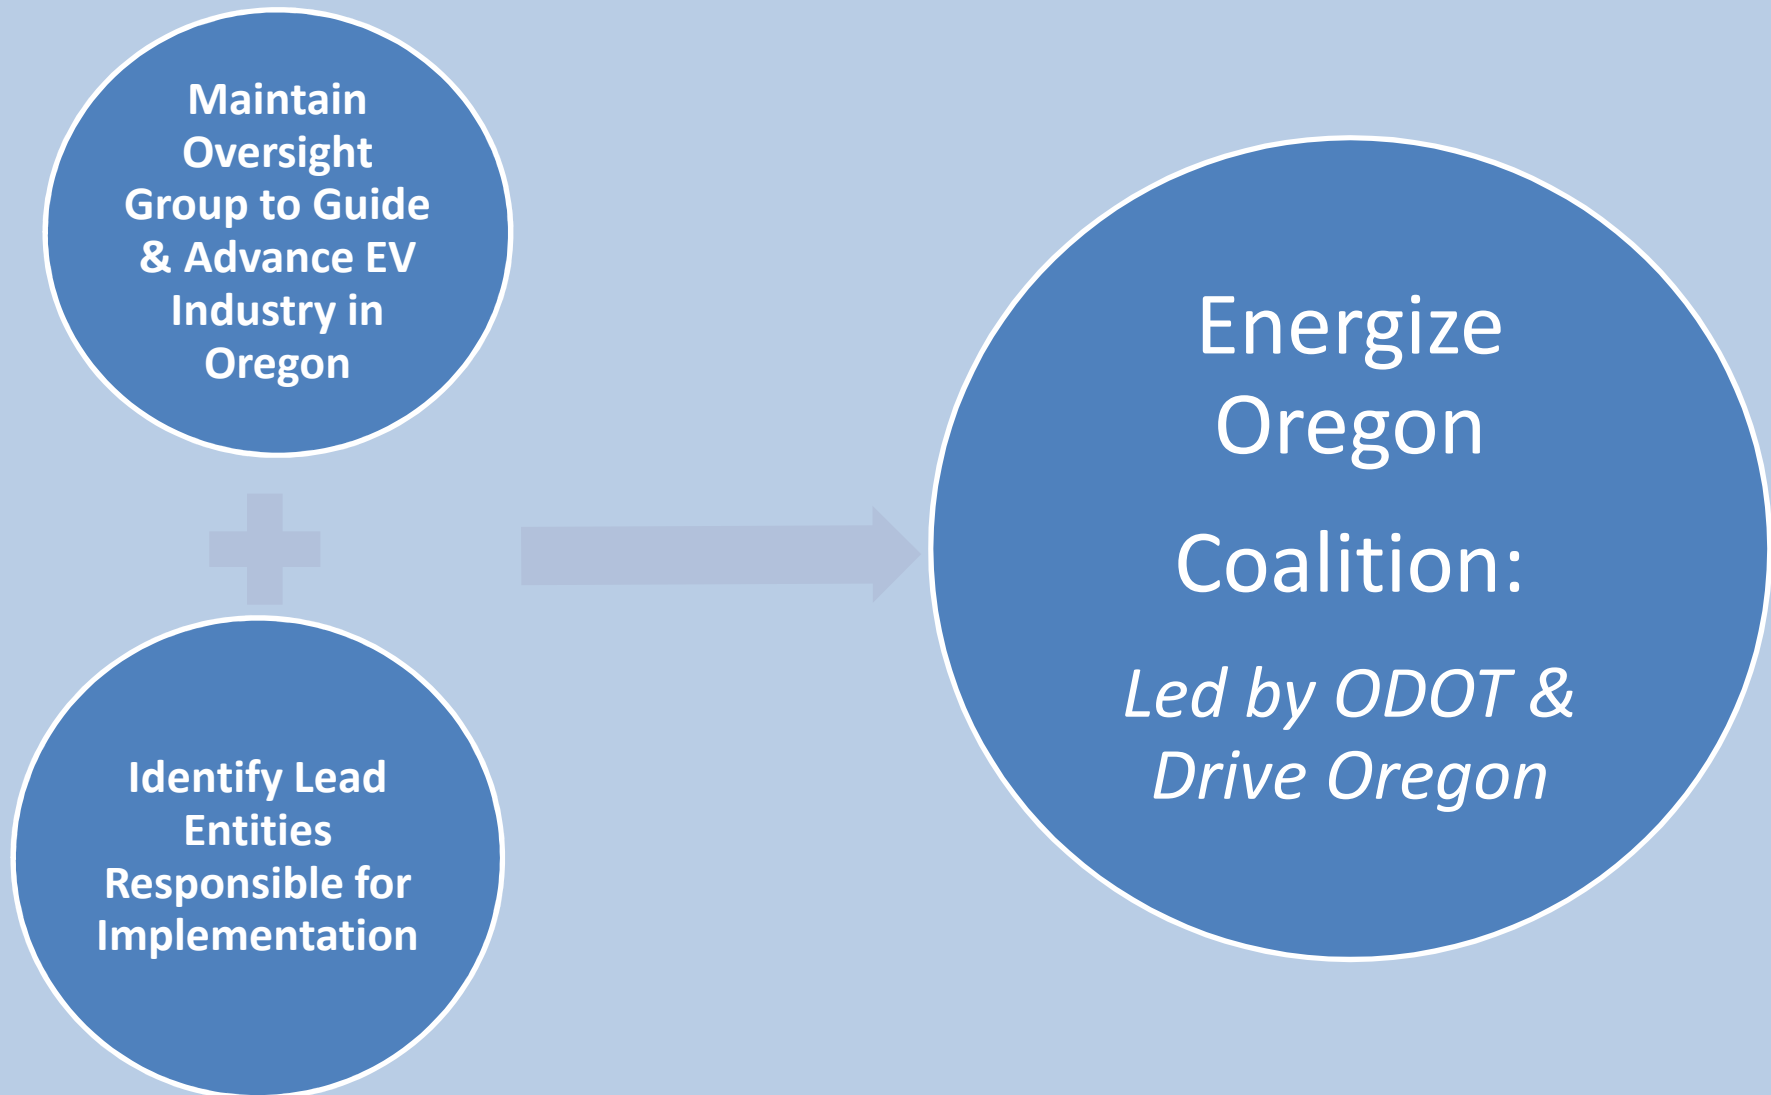 Maintain
Oversight
Group to Guide
& Advance EV
Industry in
Oregon
Identify Lead
Entities
Responsible for
Implementation
Energize
Oregon
Coalition:
Led by ODOT &
Drive Oregon